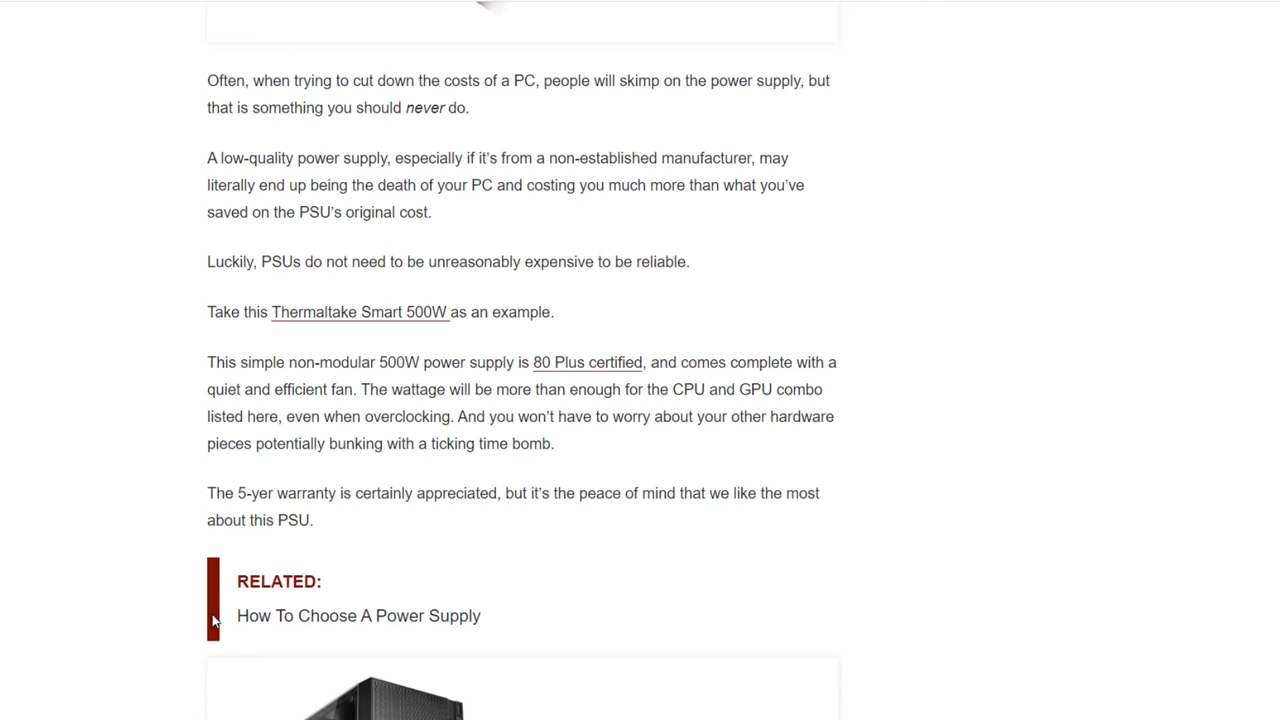 Often, when trying to cut down the costs of a PC, people will skimp on the power supply, but
that is something you should never do.
A low-quality power supply, especially if it’s from a non-established manufacturer, may
literally end up being the death of your PC and costing you much more than what you’ve
saved on the PSU’s original cost.
Luckily, PSUs do not need to be unreasonably expensive to be reliable.
Take this Thermaltake Smart 500W as an example.
This simple non-modular 500W power supply is 80 Plus certified, and comes complete with a
quiet and efficient fan. The wattage will be more than enough for the CPU and GPU combo
listed here, even when overclocking. And you won’t have to worry about your other hardware
pieces potentially bunking with a ticking time bomb.
The 5-yer warranty is certainly appreciated, but it’s the peace of mind that we like the most
about this PSU.
RELATED:
How To Choose A Power Supply